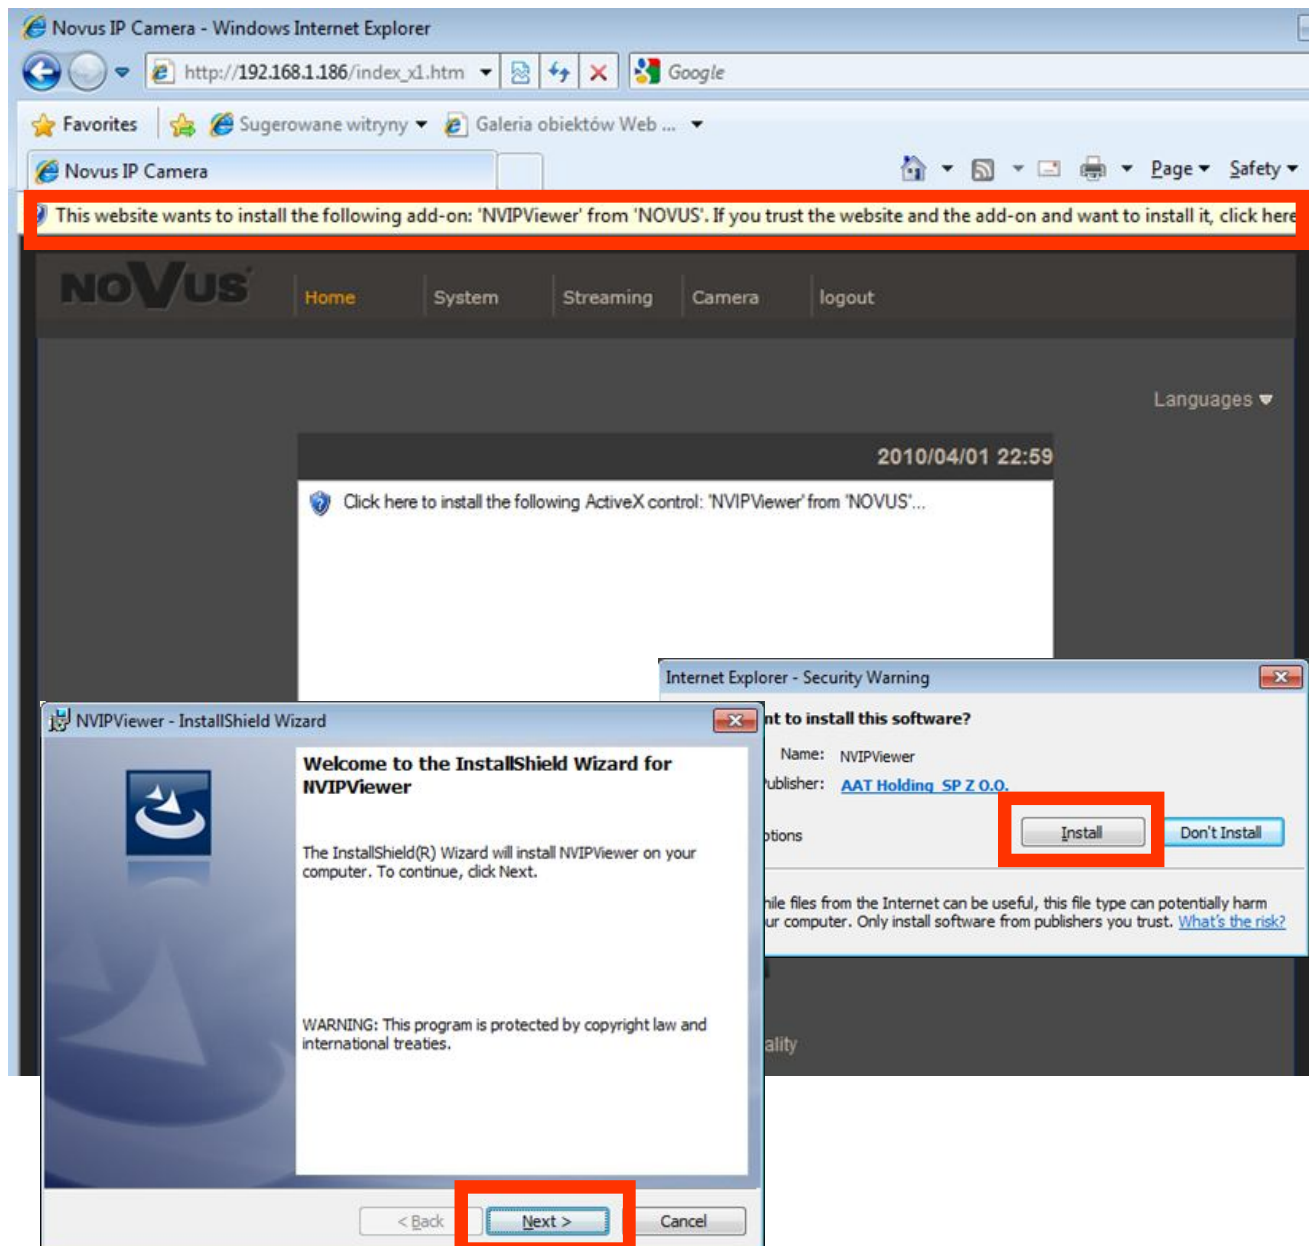 Novus IP Camera - Windows Internet Explorer
http://192.168.1.186/index_x1.htm
Google
Favorites
Sugerowane witryny
Galeria obiektów Web ...
Novus IP Camera
Page
Safety
This website wants to install the following add-on: 'NVIPViewer' from 'NOVUS'. If you trust the website and the add-on and want to install it, click here
NOVUS
Home System Streaming Camera logout
Languages
2010/04/01 22:59
Click here to install the following ActiveX control: 'NVIPViewer' from 'NOVUS'...
Internet Explorer - Security Warning
nt to install this software?
Name: NVIPViewer
Publisher: AAT Holding SP Z O.O.
ptions
Install
Don't Install
hile files from the Internet can be useful, this file type can potentially harm
ur computer. Only install software from publishers you trust. What's the risk?
ality
NVIPViewer - InstallShield Wizard
Welcome to the InstallShield Wizard for
NVIPViewer
The InstallShield(R) Wizard will install NVIPViewer on your
computer. To continue, click Next.
WARNING: This program is protected by copyright law and
international treaties.
< Back
Next >
Cancel